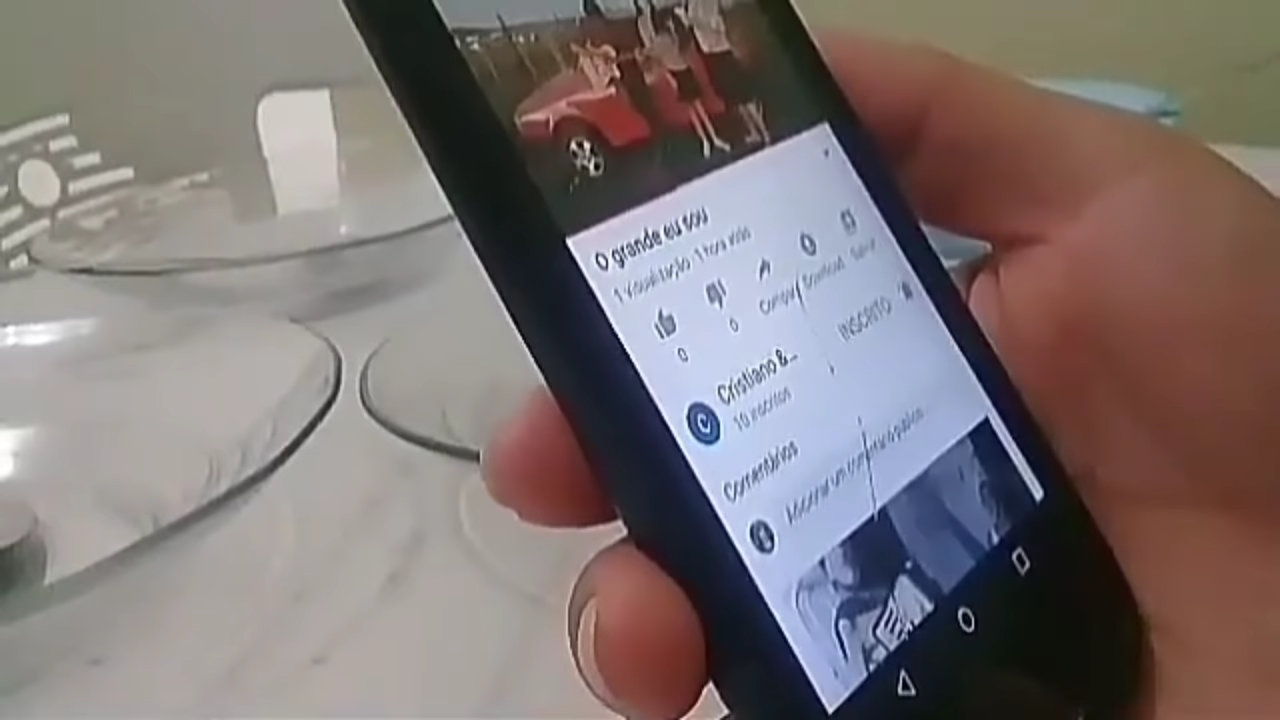 O grande eu sou
1 visualização 1 hora atrás
0 0 Compar Download Salvar
Cristiano &... INSCRITO
10 inscritos
Comentários
Adicionar um comentário público...